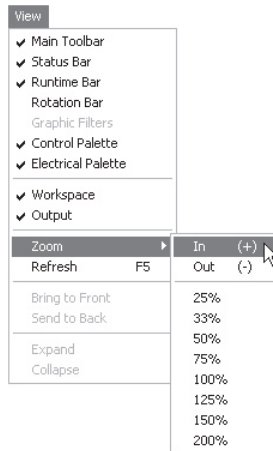 View
Main Toolbar
Status Bar
Runtime Bar
Rotation Bar
Graphic Filters
Control Palette
Electrical Palette
Workspace
Output
Zoom
Refresh F5
Bring to Front
Send to Back
Expand
Collapse
In (+)
Out (-)
25%
33%
50%
75%
100%
125%
150%
200%